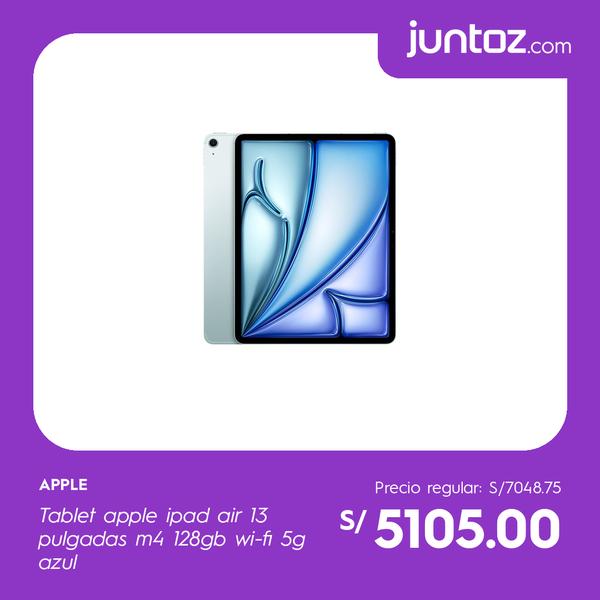 juntoz.com
APPLE
Tablet apple ipad air 13
pulgadas m4 128gb wi-fi 5g
azul
Precio regular: S/7048.75
S/ 5105.00